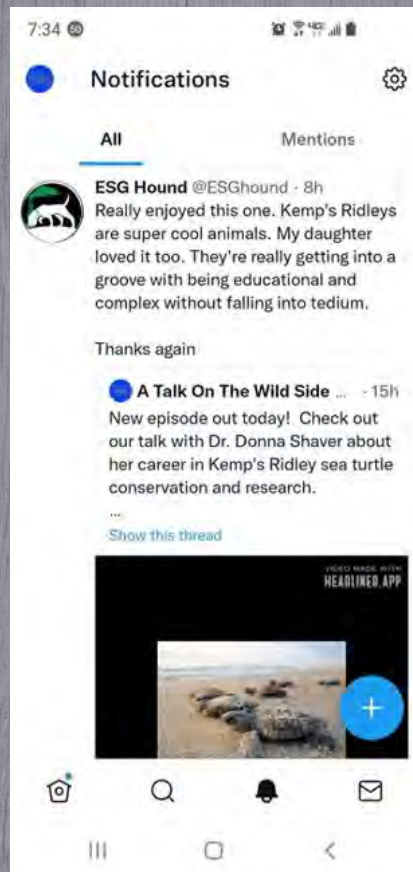 7:34
Notifications
All
Mentions
ESG Hound @ESGhound · 8h
Really enjoyed this one. Kemp's Ridleys
are super cool animals. My daughter
loved it too. They're really getting into a
groove with being educational and
complex without falling into tedium.
Thanks again
A Talk On The Wild Side ... · 15h
New episode out today! Check out
our talk with Dr. Donna Shaver about
her career in Kemp's Ridley sea turtle
conservation and research.
...
Show this thread
VIDEO MADE WITH
HEADLINER.APP